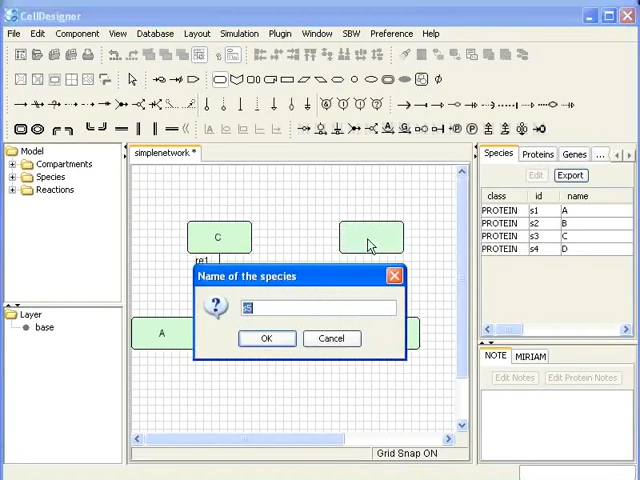 CellDesigner
File Edit Component View Database Layout Simulation Plugin Window SBW Preference Help
Model
Compartments
Species
Reactions
Layer
base
simplenetwork *
C
re1
A
Name of the species
s5
OK Cancel
Grid Snap ON
Species Proteins Genes ...
Edit Export
class id name
PROTEIN s1 A
PROTEIN s2 B
PROTEIN s3 C
PROTEIN s4 D
NOTE MIRIAM
Edit Notes Edit Protein Notes